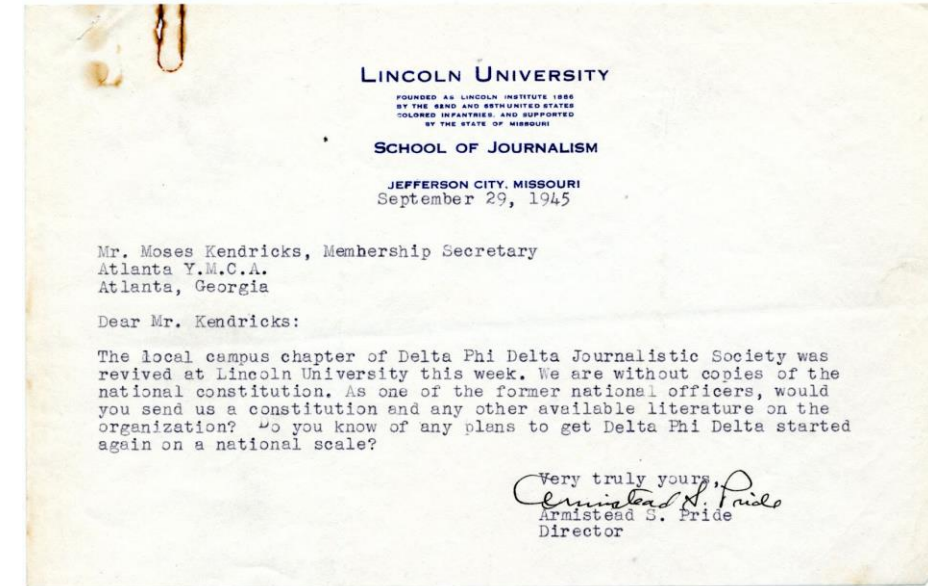 LINCOLN UNIVERSITY
FOUNDED AS LINCOLN INSTITUTE 1866
BY THE 62ND AND 65TH UNITED STATES
COLORED INFANTRIES, AND SUPPORTED
BY THE STATE OF MISSOURI
SCHOOL OF JOURNALISM
JEFFERSON CITY, MISSOURI
September 29, 1945
Mr. Moses Kendricks, Membership Secretary
Atlanta Y.M.C.A.
Atlanta, Georgia
Dear Mr. Kendricks:
The local campus chapter of Delta Phi Delta Journalistic Society was
revived at Lincoln University this week. We are without copies of the
national constitution. As one of the former national officers, would
you send us a constitution and any other available literature on the
organization? Do you know of any plans to get Delta Phi Delta started
again on a national scale?
Very truly yours,
Armistead S. Pride
Armistead S. Pride
Director